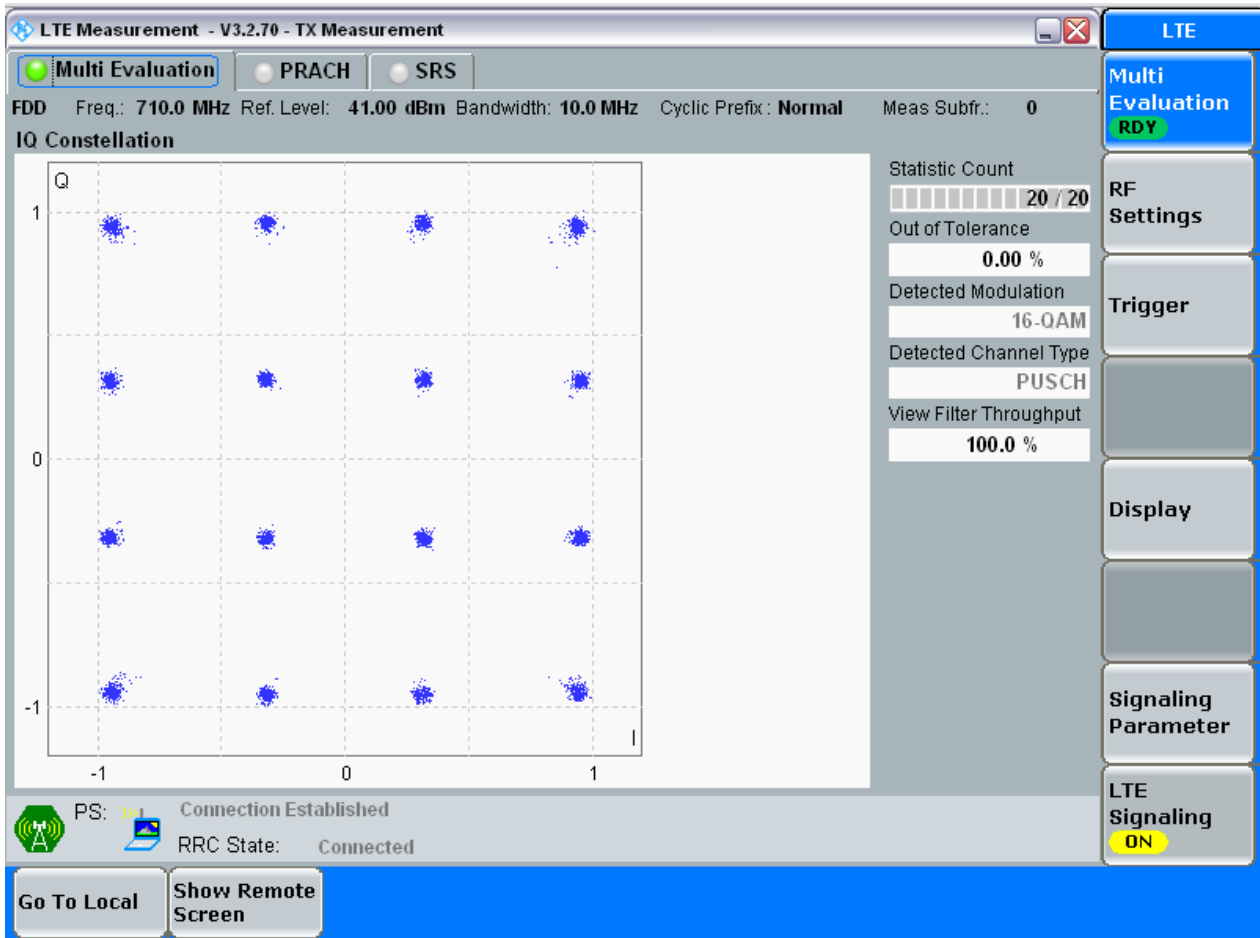 LTE Measurement - V3.2.70 - TX Measurement
LTE
Multi Evaluation
PRACH
SRS
FDD Freq.: 710.0 MHz Ref. Level: 41.00 dBm Bandwidth: 10.0 MHz Cyclic Prefix : Normal Meas Subfr.: 0
IQ Constellation
Q
1
0
-1
I
-1 0 1
Statistic Count
20 / 20
Out of Tolerance
0.00 %
Detected Modulation
16-QAM
Detected Channel Type
PUSCH
View Filter Throughput
100.0 %
Multi
Evaluation
RDY
RF
Settings
Trigger
Display
Signaling
Parameter
LTE
Signaling
ON
PS: Connection Established
RRC State: Connected
Go To Local
Show Remote
Screen